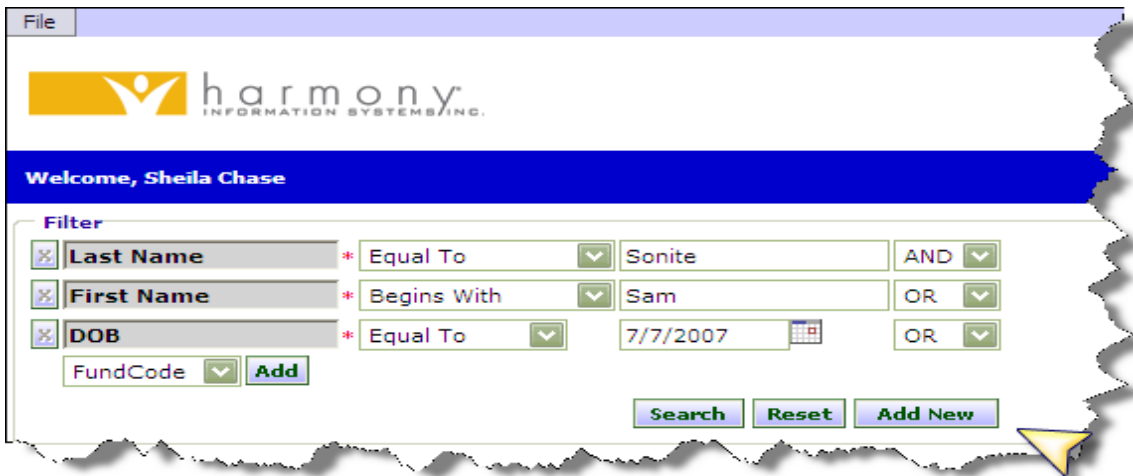 File
harmony
INFORMATION SYSTEMS, INC.
Welcome, Sheila Chase
Filter
Last Name * Equal To Sonite AND
First Name * Begins With Sam OR
DOB * Equal To 7/7/2007 OR
FundCode Add
Search Reset Add New